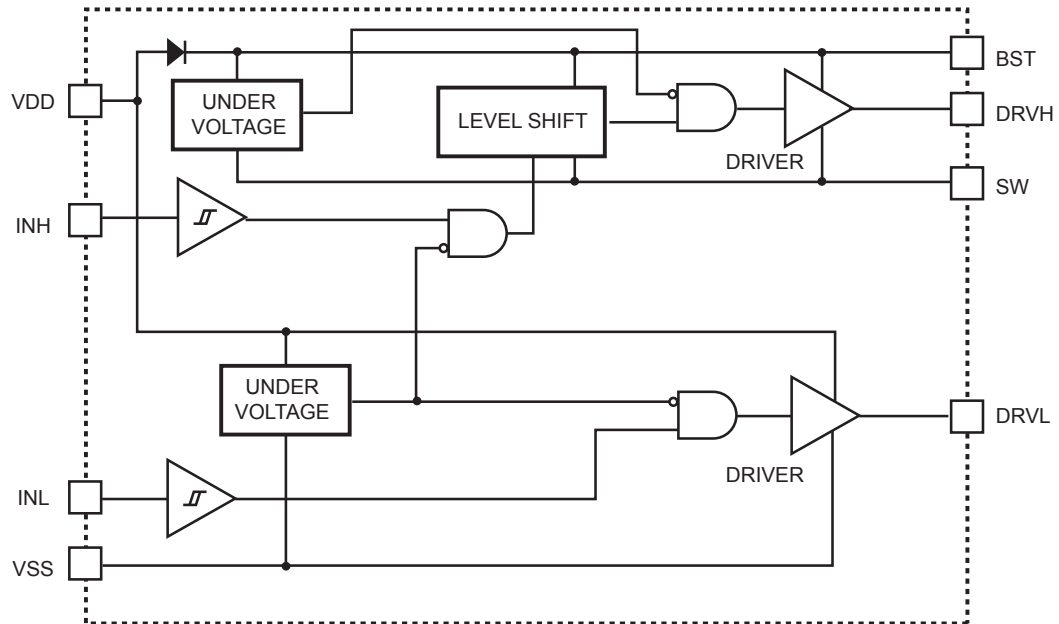 BST
VDD
UNDER
VOLTAGE
LEVEL SHIFT
DRVH
DRIVER
SW
INH
UNDER
VOLTAGE
DRVL
DRIVER
INL
VSS